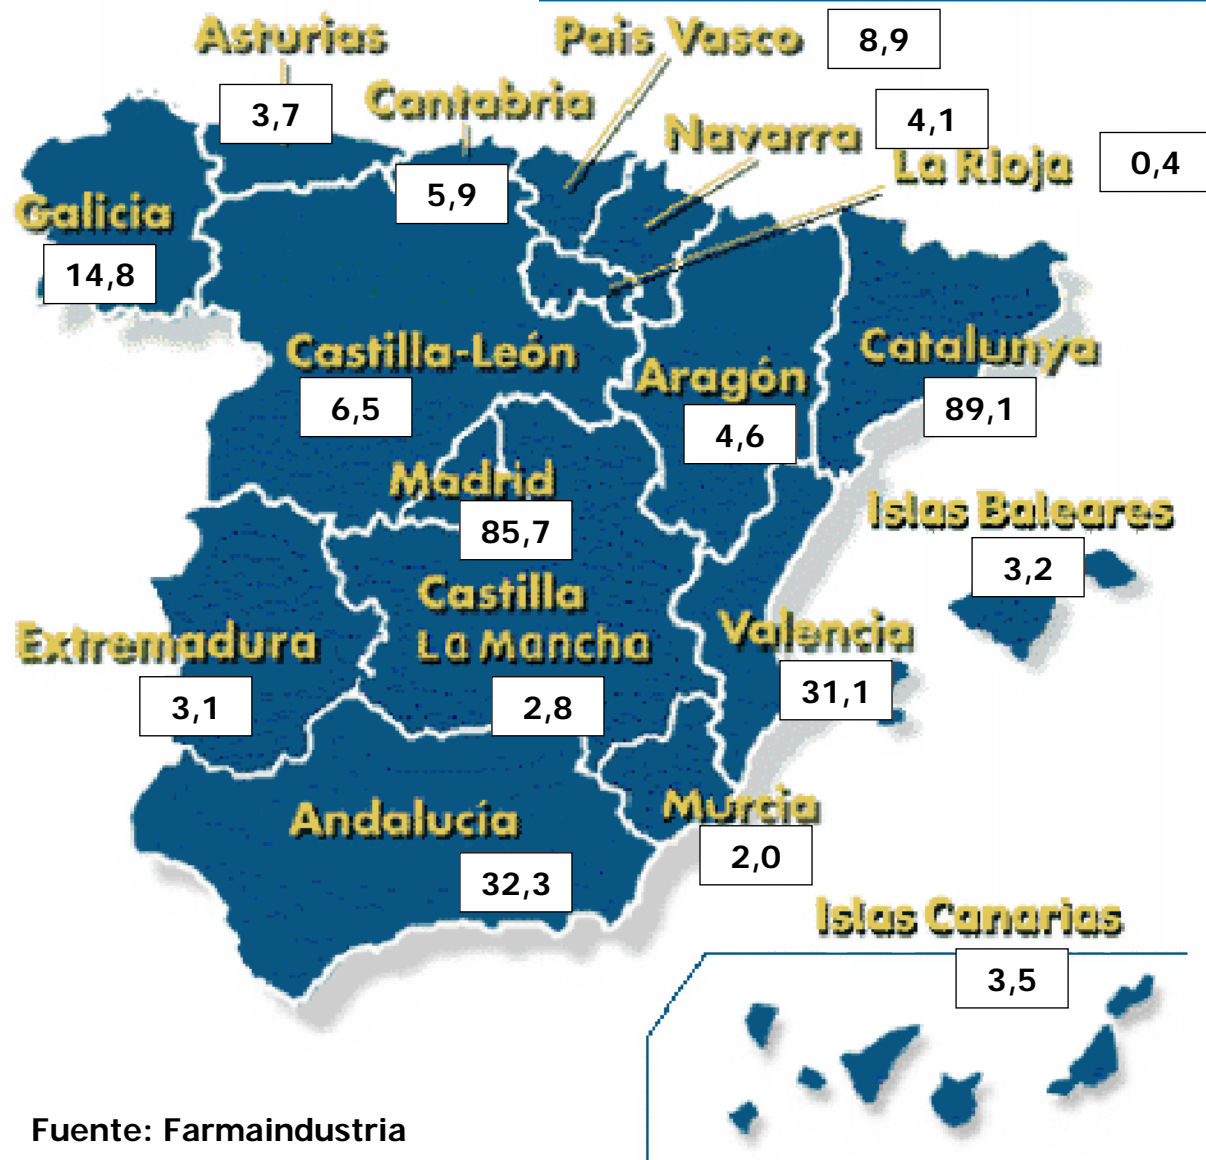 Asturias
3,7
Pais Vasco
8,9
Cantabria
5,9
Navarra
4,1
La Rioja
0,4
Galicia
14,8
Castilla-León
6,5
Aragón
4,6
Catalunya
89,1
Madrid
85,7
Islas Baleares
3,2
Castilla
La Mancha
2,8
Valencia
31,1
Extremadura
3,1
Andalucía
32,3
Murcia
2,0
Islas Canarias
3,5
Fuente: Farmaindustria